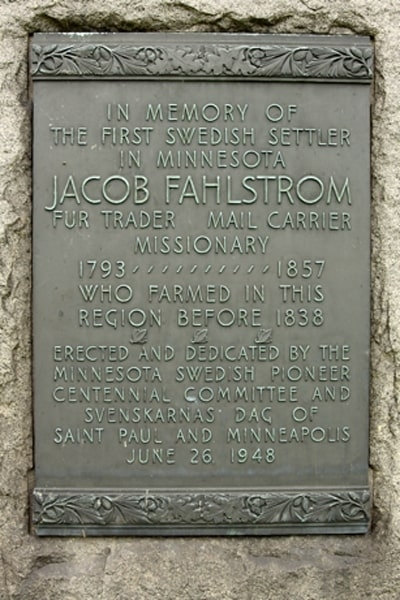 IN MEMORY OF
THE FIRST SWEDISH SETTLER
IN MINNESOTA
JACOB FAHLSTROM
FUR TRADER MAIL CARRIER
MISSIONARY
1793 1857
WHO FARMED IN THIS
REGION BEFORE 1838
ERECTED AND DEDICATED BY THE
MINNESOTA SWEDISH PIONEER
CENTENNIAL COMMITTEE AND
SVENSKARNAS' DAG OF
SAINT PAUL AND MINNEAPOLIS
JUNE 26, 1948